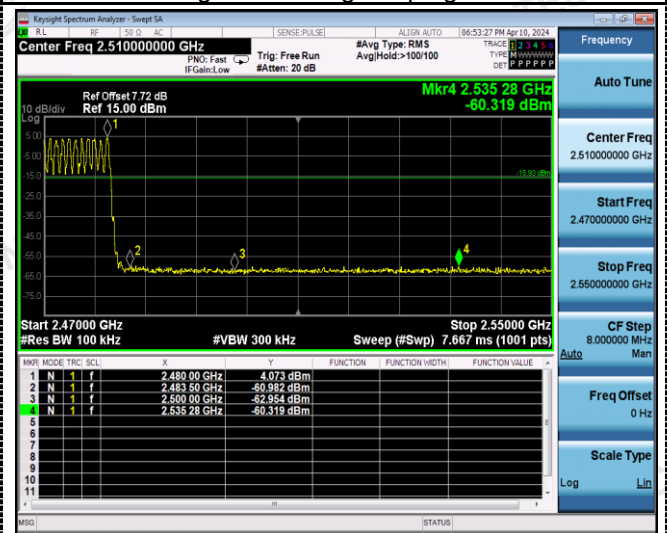 Keysight Spectrum Analyzer - Swept SA
RL RF 50 Ω AC SENSE:PULSE ALIGN AUTO 06:53:27 PM Apr 10, 2024
Center Freq 2.510000000 GHz #Avg Type: RMS TRACE 1 2 3 4 5 6 Frequency
PNO: Fast Trig: Free Run Avg|Hold:>100/100 TYPE M W W W W W
IFGain:Low #Atten: 20 dB DET P P P P P P
Auto Tune
Mkr4 2.535 28 GHz
-60.319 dBm
Ref Offset 7.72 dB
10 dB/div Ref 15.00 dBm
Log
1
5.00
-5.00
-15.0
-15.93 dBm
-25.0
-35.0
-45.0
-55.0
2 3 4
-65.0
-75.0
Center Freq
2.510000000 GHz
Start Freq
2.470000000 GHz
Stop Freq
2.550000000 GHz
Start 2.47000 GHz Stop 2.55000 GHz
#Res BW 100 kHz #VBW 300 kHz Sweep (#Swp) 7.667 ms (1001 pts)
CF Step
8.000000 MHz
Auto Man
MKR MODE TRC SCL X Y FUNCTION FUNCTION WIDTH FUNCTION VALUE
1 N 1 f 2.480 00 GHz 4.073 dBm
2 N 1 f 2.483 50 GHz -60.982 dBm
3 N 1 f 2.500 00 GHz -62.954 dBm
4 N 1 f 2.535 28 GHz -60.319 dBm
5
6
7
8
9
10
11
Freq Offset
0 Hz
Scale Type
Log Lin
MSG STATUS